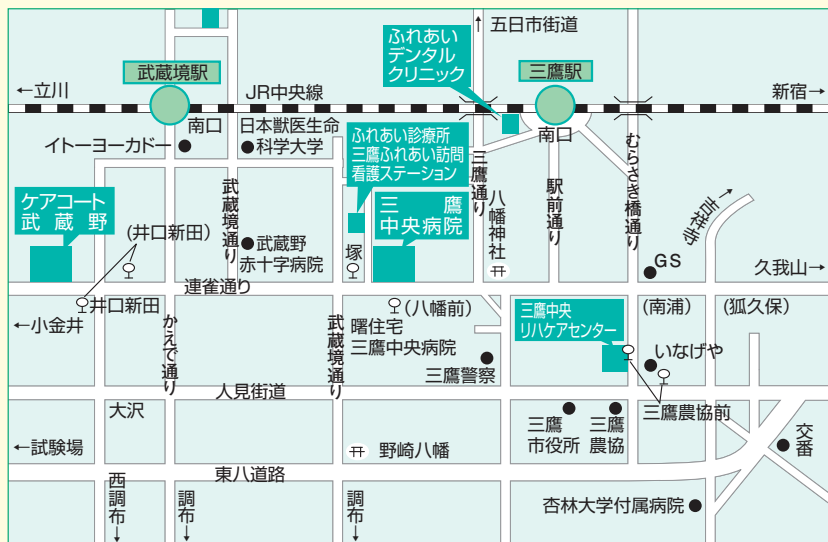 五日市街道
ふれあい
デンタル
クリニック
武蔵境駅
三鷹駅
←立川
JR中央線
新宿→
南口
日本獣医生命
科学大学
イトーヨーカドー
南口
ふれあい診療所
三鷹ふれあい訪問
看護ステーション
三鷹通り
駅前通り
むらさき橋通り
吉祥寺
ケアコート
武蔵野
(井口新田)
武蔵境通り
武蔵野
赤十字病院
三鷹
中央病院
八幡神社
塚
GS
久我山→
連雀通り
井口新田
(八幡前)
←小金井
かえで通り
武蔵境通り
曙住宅
三鷹中央病院
三鷹中央
リハケアセンター
(南浦)
(狐久保)
三鷹警察
いなげや
人見街道
大沢
三鷹農協前
三鷹
市役所
三鷹
農協
交番
←試験場
野崎八幡
東八道路
西調布→
調布→
調布→
杏林大学付属病院